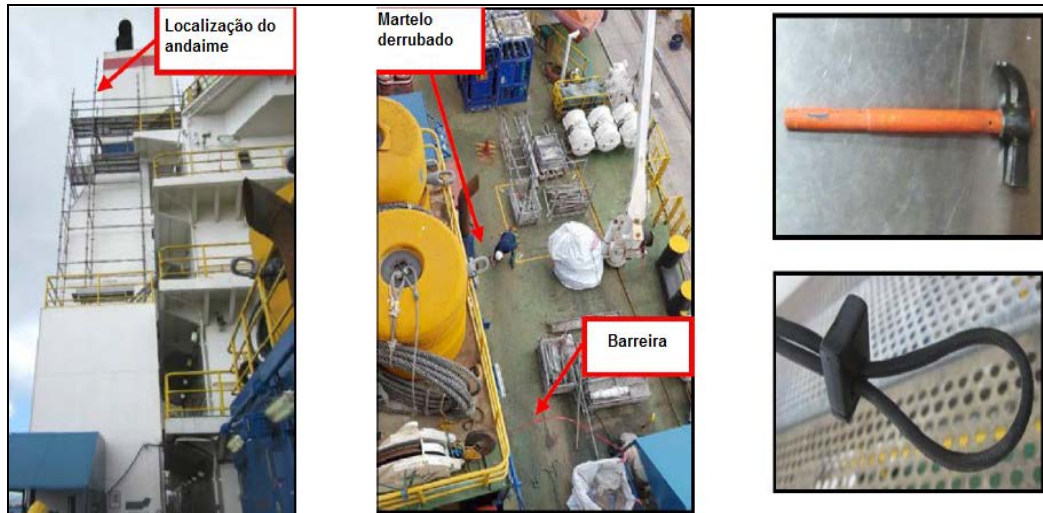 Localização do
andaime
Martelo
derrubado
Barreira